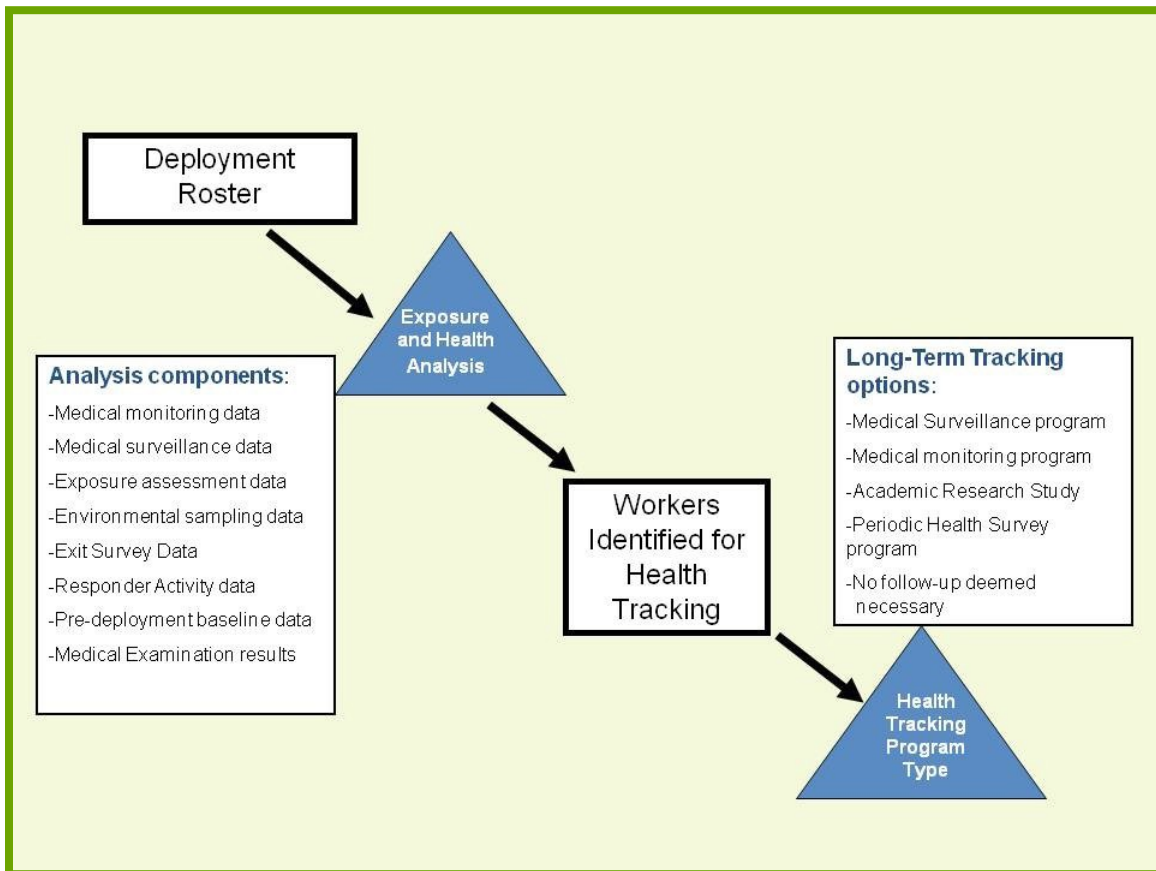 Deployment
Roster
Exposure
and Health
Analysis
Analysis components:
-Medical monitoring data
-Medical surveillance data
-Exposure assessment data
-Environmental sampling data
-Exit Survey Data
-Responder Activity data
-Pre-deployment baseline data
-Medical Examination results
Workers
Identified for
Health
Tracking
Long-Term Tracking
options:
-Medical Surveillance program
-Medical monitoring program
-Academic Research Study
-Periodic Health Survey
program
-No follow-up deemed
necessary
Health
Tracking
Program
Type